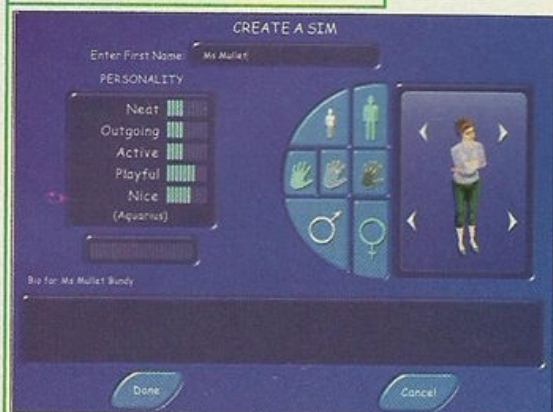 CREATE A SIM
Enter First Name: Ms Mullet
PERSONALITY
Neat
Outgoing
Active
Playful
Nice
(Aquarius)
Bio for Ms Mullet Bundy
Done
Cancel